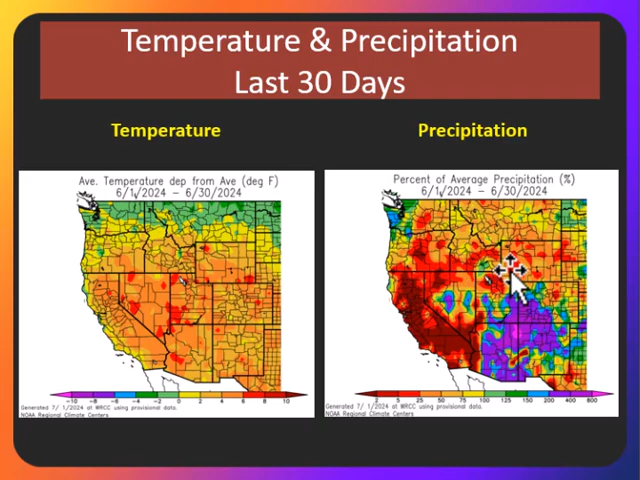 Temperature & Precipitation
Last 30 Days
Temperature
Precipitation
Ave. Temperature dep from Ave (deg F)
6/1/2024 – 6/30/2024
-10 -8 -6 -4 -2 0 2 4 6 8 10
Generated 7/ 1/2024 at WRCC using provisional data.
NOAA Regional Climate Centers
Percent of Average Precipitation (%)
6/1/2024 – 6/30/2024
5 25 50 75 100 125 150 200 400 800
Generated 7/ 1/2024 at WRCC using provisional data.
NOAA Regional Climate Centers